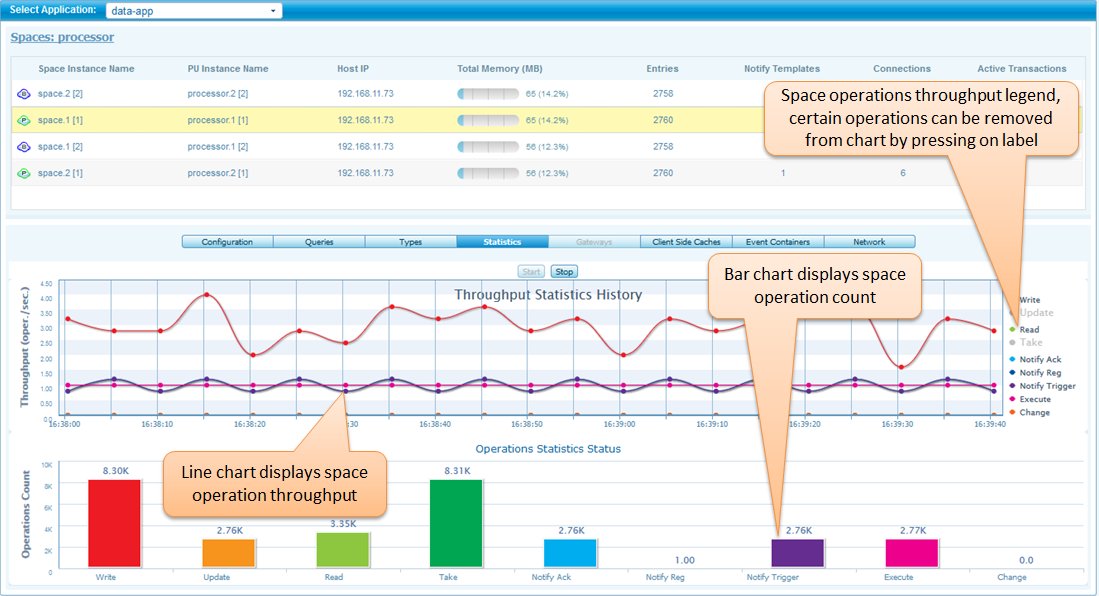 Select Application: data-app
Spaces: processor
Space Instance Name PU Instance Name Host IP Total Memory (MB) Entries Notify Templates Connections Active Transactions
B space.2 [2] processor.2 [2] 192.168.11.73 65 (14.2%) 2758
P space.1 [1] processor.1 [1] 192.168.11.73 65 (14.2%) 2760
B space.1 [2] processor.1 [2] 192.168.11.73 56 (12.3%) 2758
P space.2 [1] processor.2 [1] 192.168.11.73 56 (12.3%) 2760 1 6
Space operations throughput legend,
certain operations can be removed
from chart by pressing on label
Configuration Queries Types Statistics Gateways Client Side Caches Event Containers Network
Start Stop
Bar chart displays space
operation count
Throughput Statistics History
Throughput (oper./sec.)
4.50
4.00
3.50
3.00
2.50
2.00
1.50
1.00
0.50
0.0
16:38:00 16:38:10 16:38:20 16:38:30 16:38:40 16:38:50 16:39:00 16:39:10 16:39:20 16:39:30 16:39:40
Write
Update
Read
Take
Notify Ack
Notify Reg
Notify Trigger
Execute
Change
Line chart displays space
operation throughput
Operations Statistics Status
Operations Count
10K
8K
6K
4K
2K
0
8.30K 2.76K 3.35K 8.31K 2.76K 1.00 2.76K 2.77K 0.0
Write Update Read Take Notify Ack Notify Reg Notify Trigger Execute Change